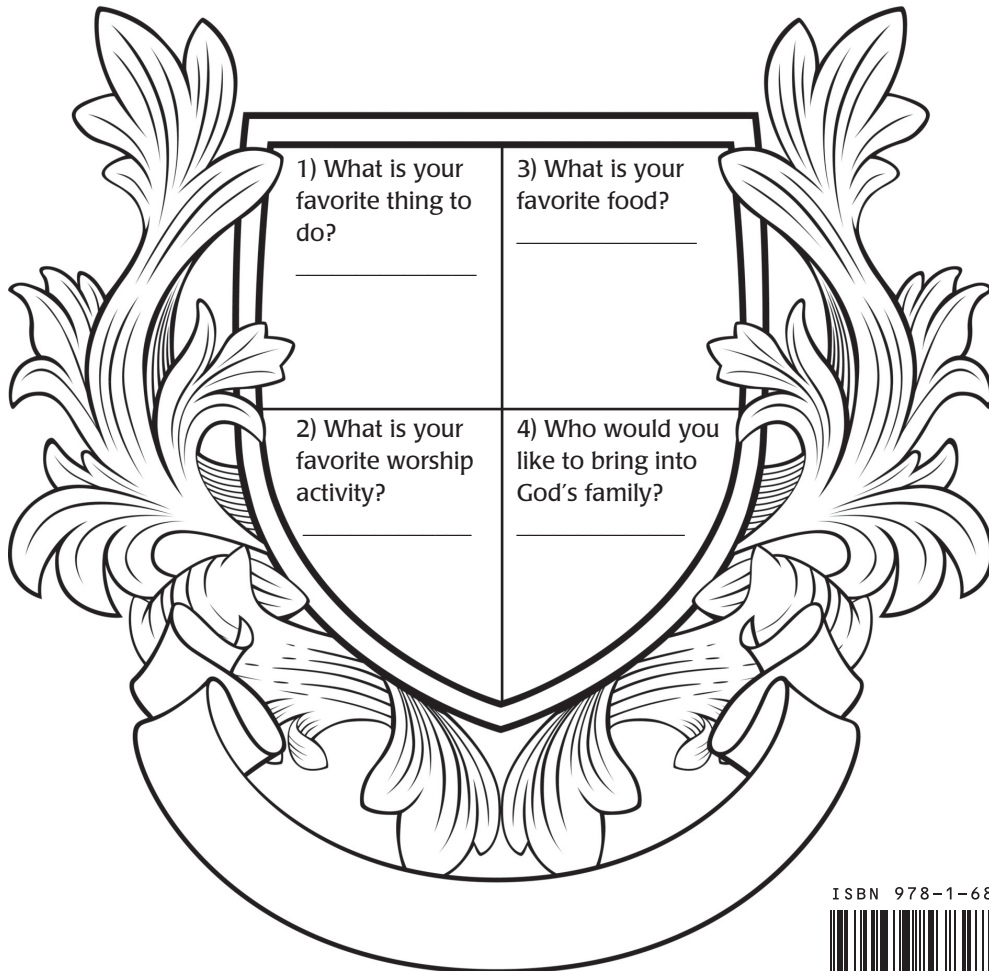 1) What is your
favorite thing to
do?
2) What is your
favorite worship
activity?
3) What is your
favorite food?
4) Who would you
like to bring into
God's family?
ISBN 978-1-68